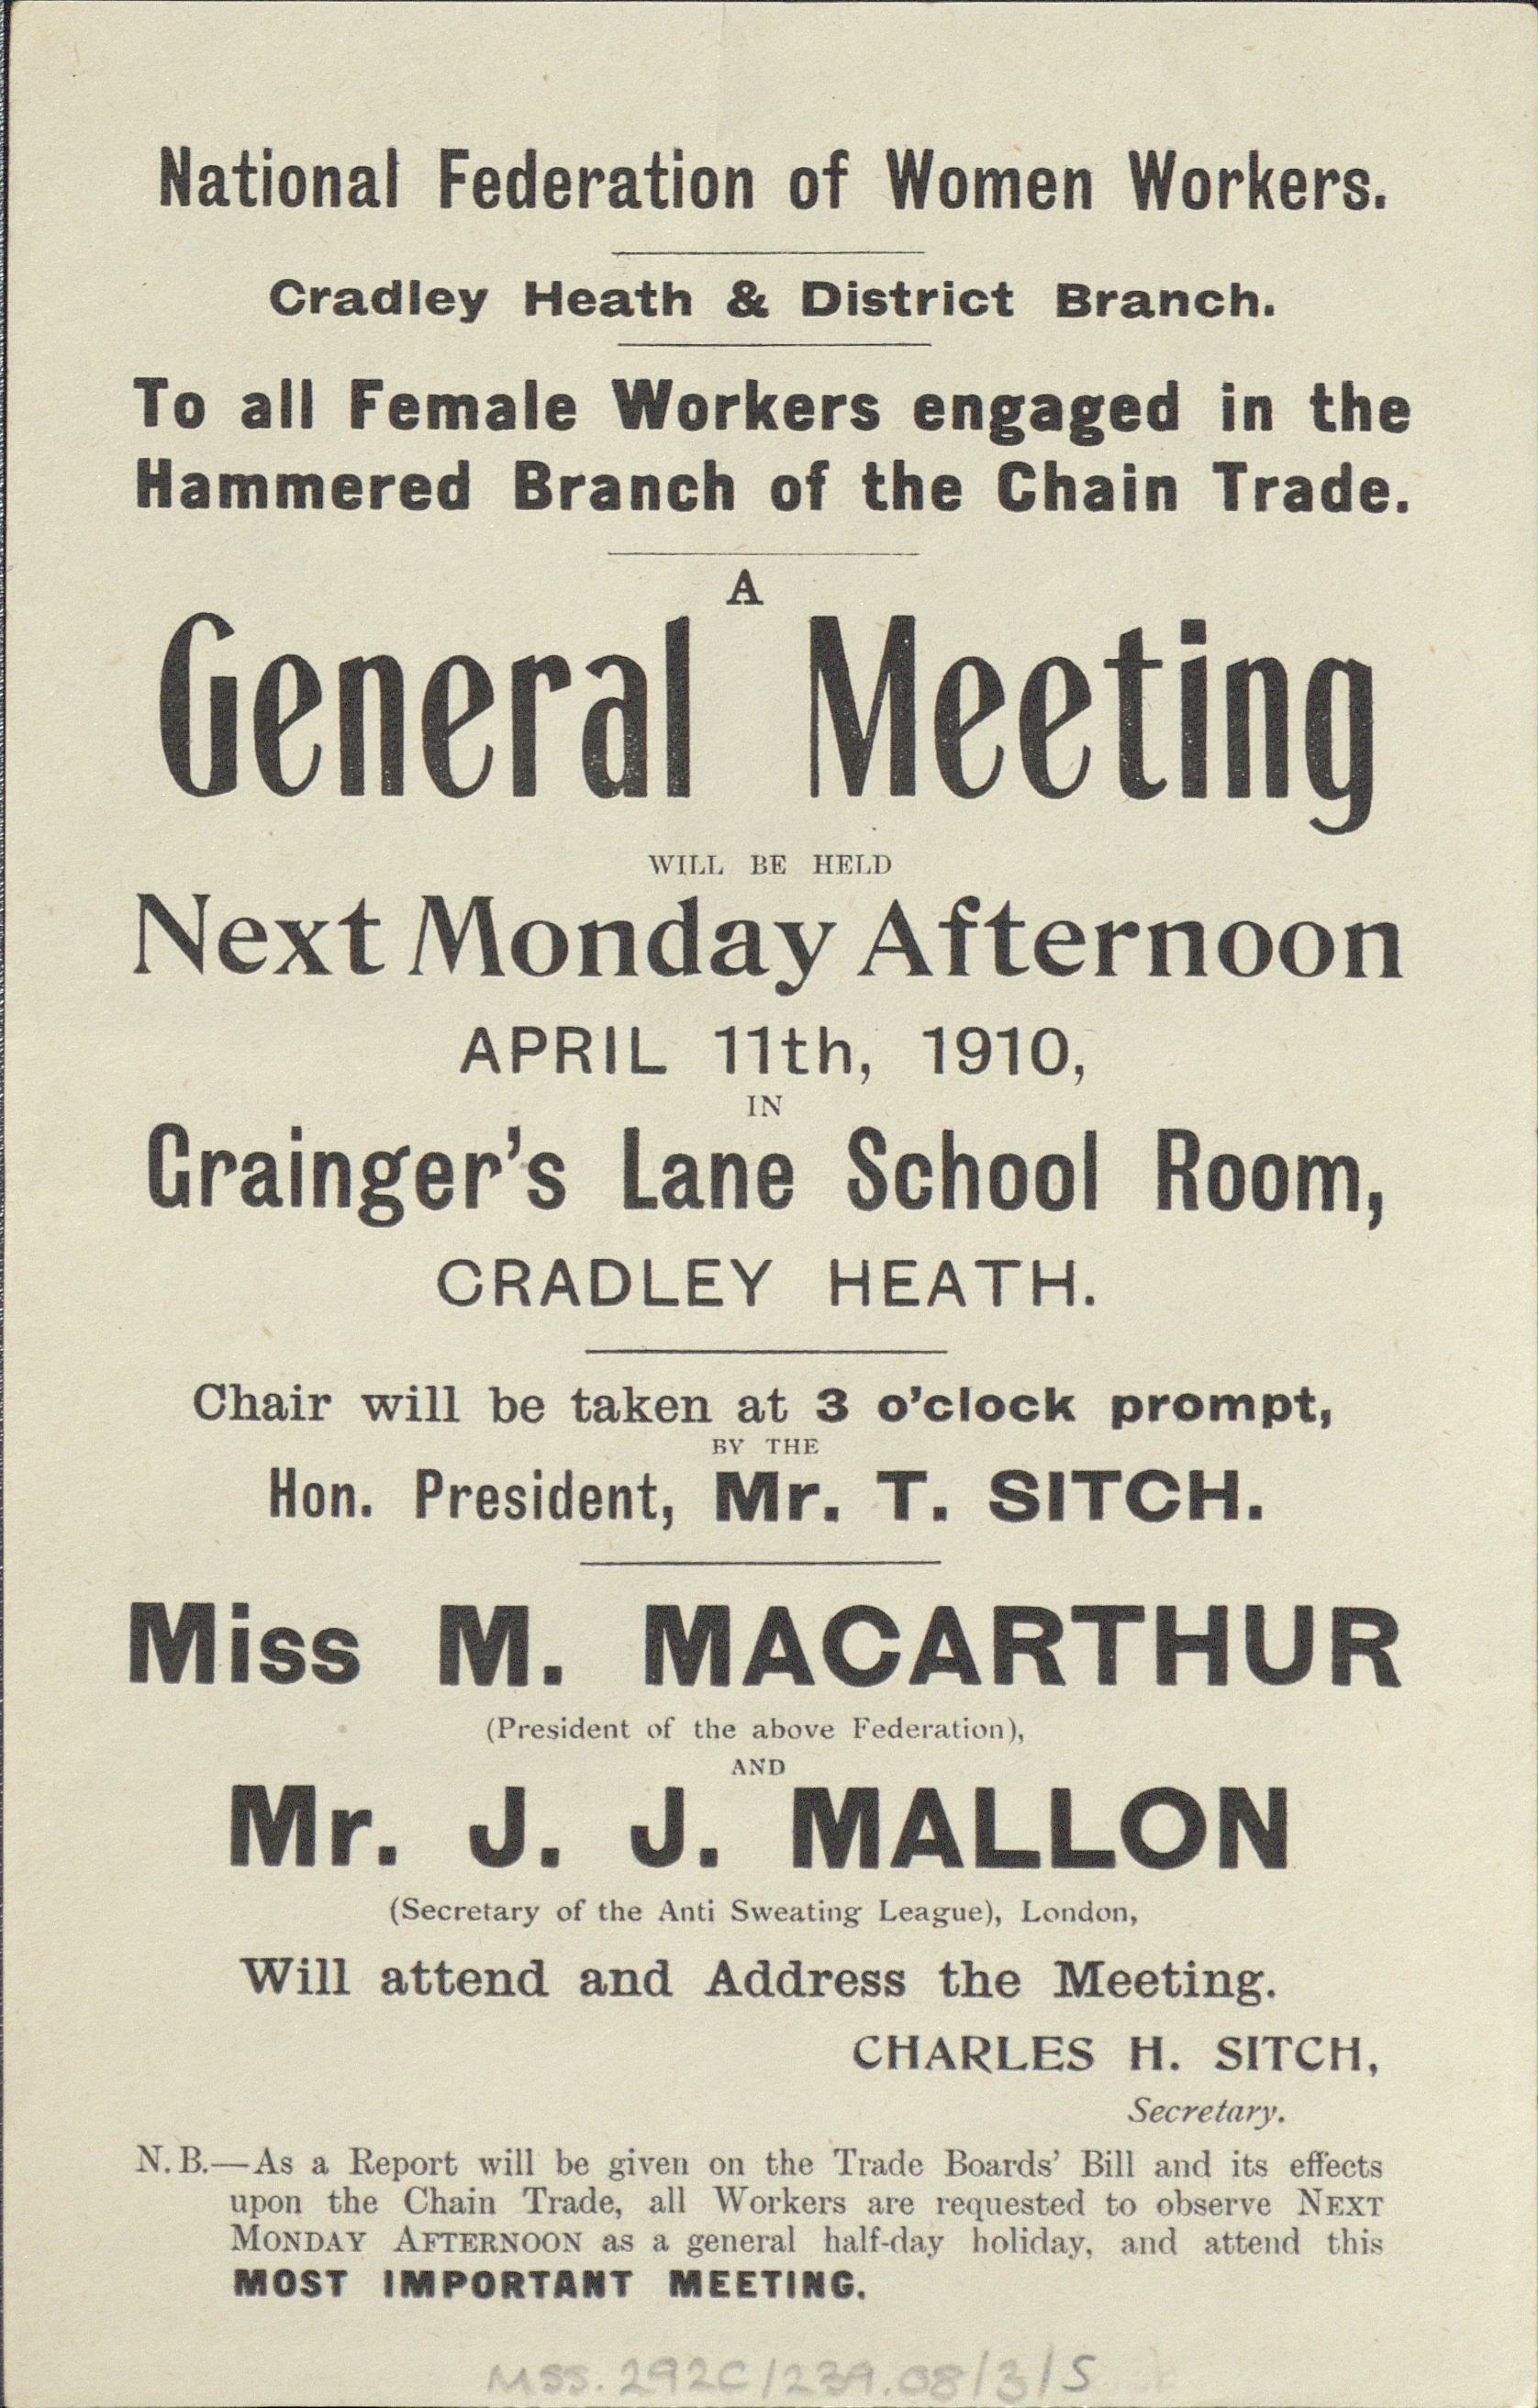 National Federation of Women Workers.
Cradley Heath & District Branch.
To all Female Workers engaged in the
Hammered Branch of the Chain Trade.
A
General Meeting
WILL BE HELD
Next Monday Afternoon
APRIL 11th, 1910,
IN
Grainger's Lane School Room,
CRADLEY HEATH.
Chair will be taken at 3 o'clock prompt,
BY THE
Hon. President, Mr. T. SITCH.
Miss M. MACARTHUR
(President of the above Federation),
AND
Mr. J. J. MALLON
(Secretary of the Anti Sweating League), London,
Will attend and Address the Meeting.
CHARLES H. SITCH,
Secretary.
N.B.—As a Report will be given on the Trade Boards' Bill and its effects
upon the Chain Trade, all Workers are requested to observe NEXT
MONDAY AFTERNOON as a general half-day holiday, and attend this
MOST IMPORTANT MEETING.
MSS. 292C/239.08/3/5